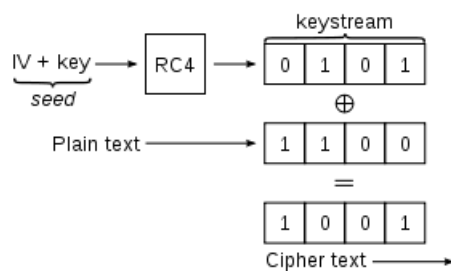 keystream
IV + key
RC4
0 1 0 1
seed
⊕
Plain text
1 1 0 0
=
1 0 0 1
Cipher text